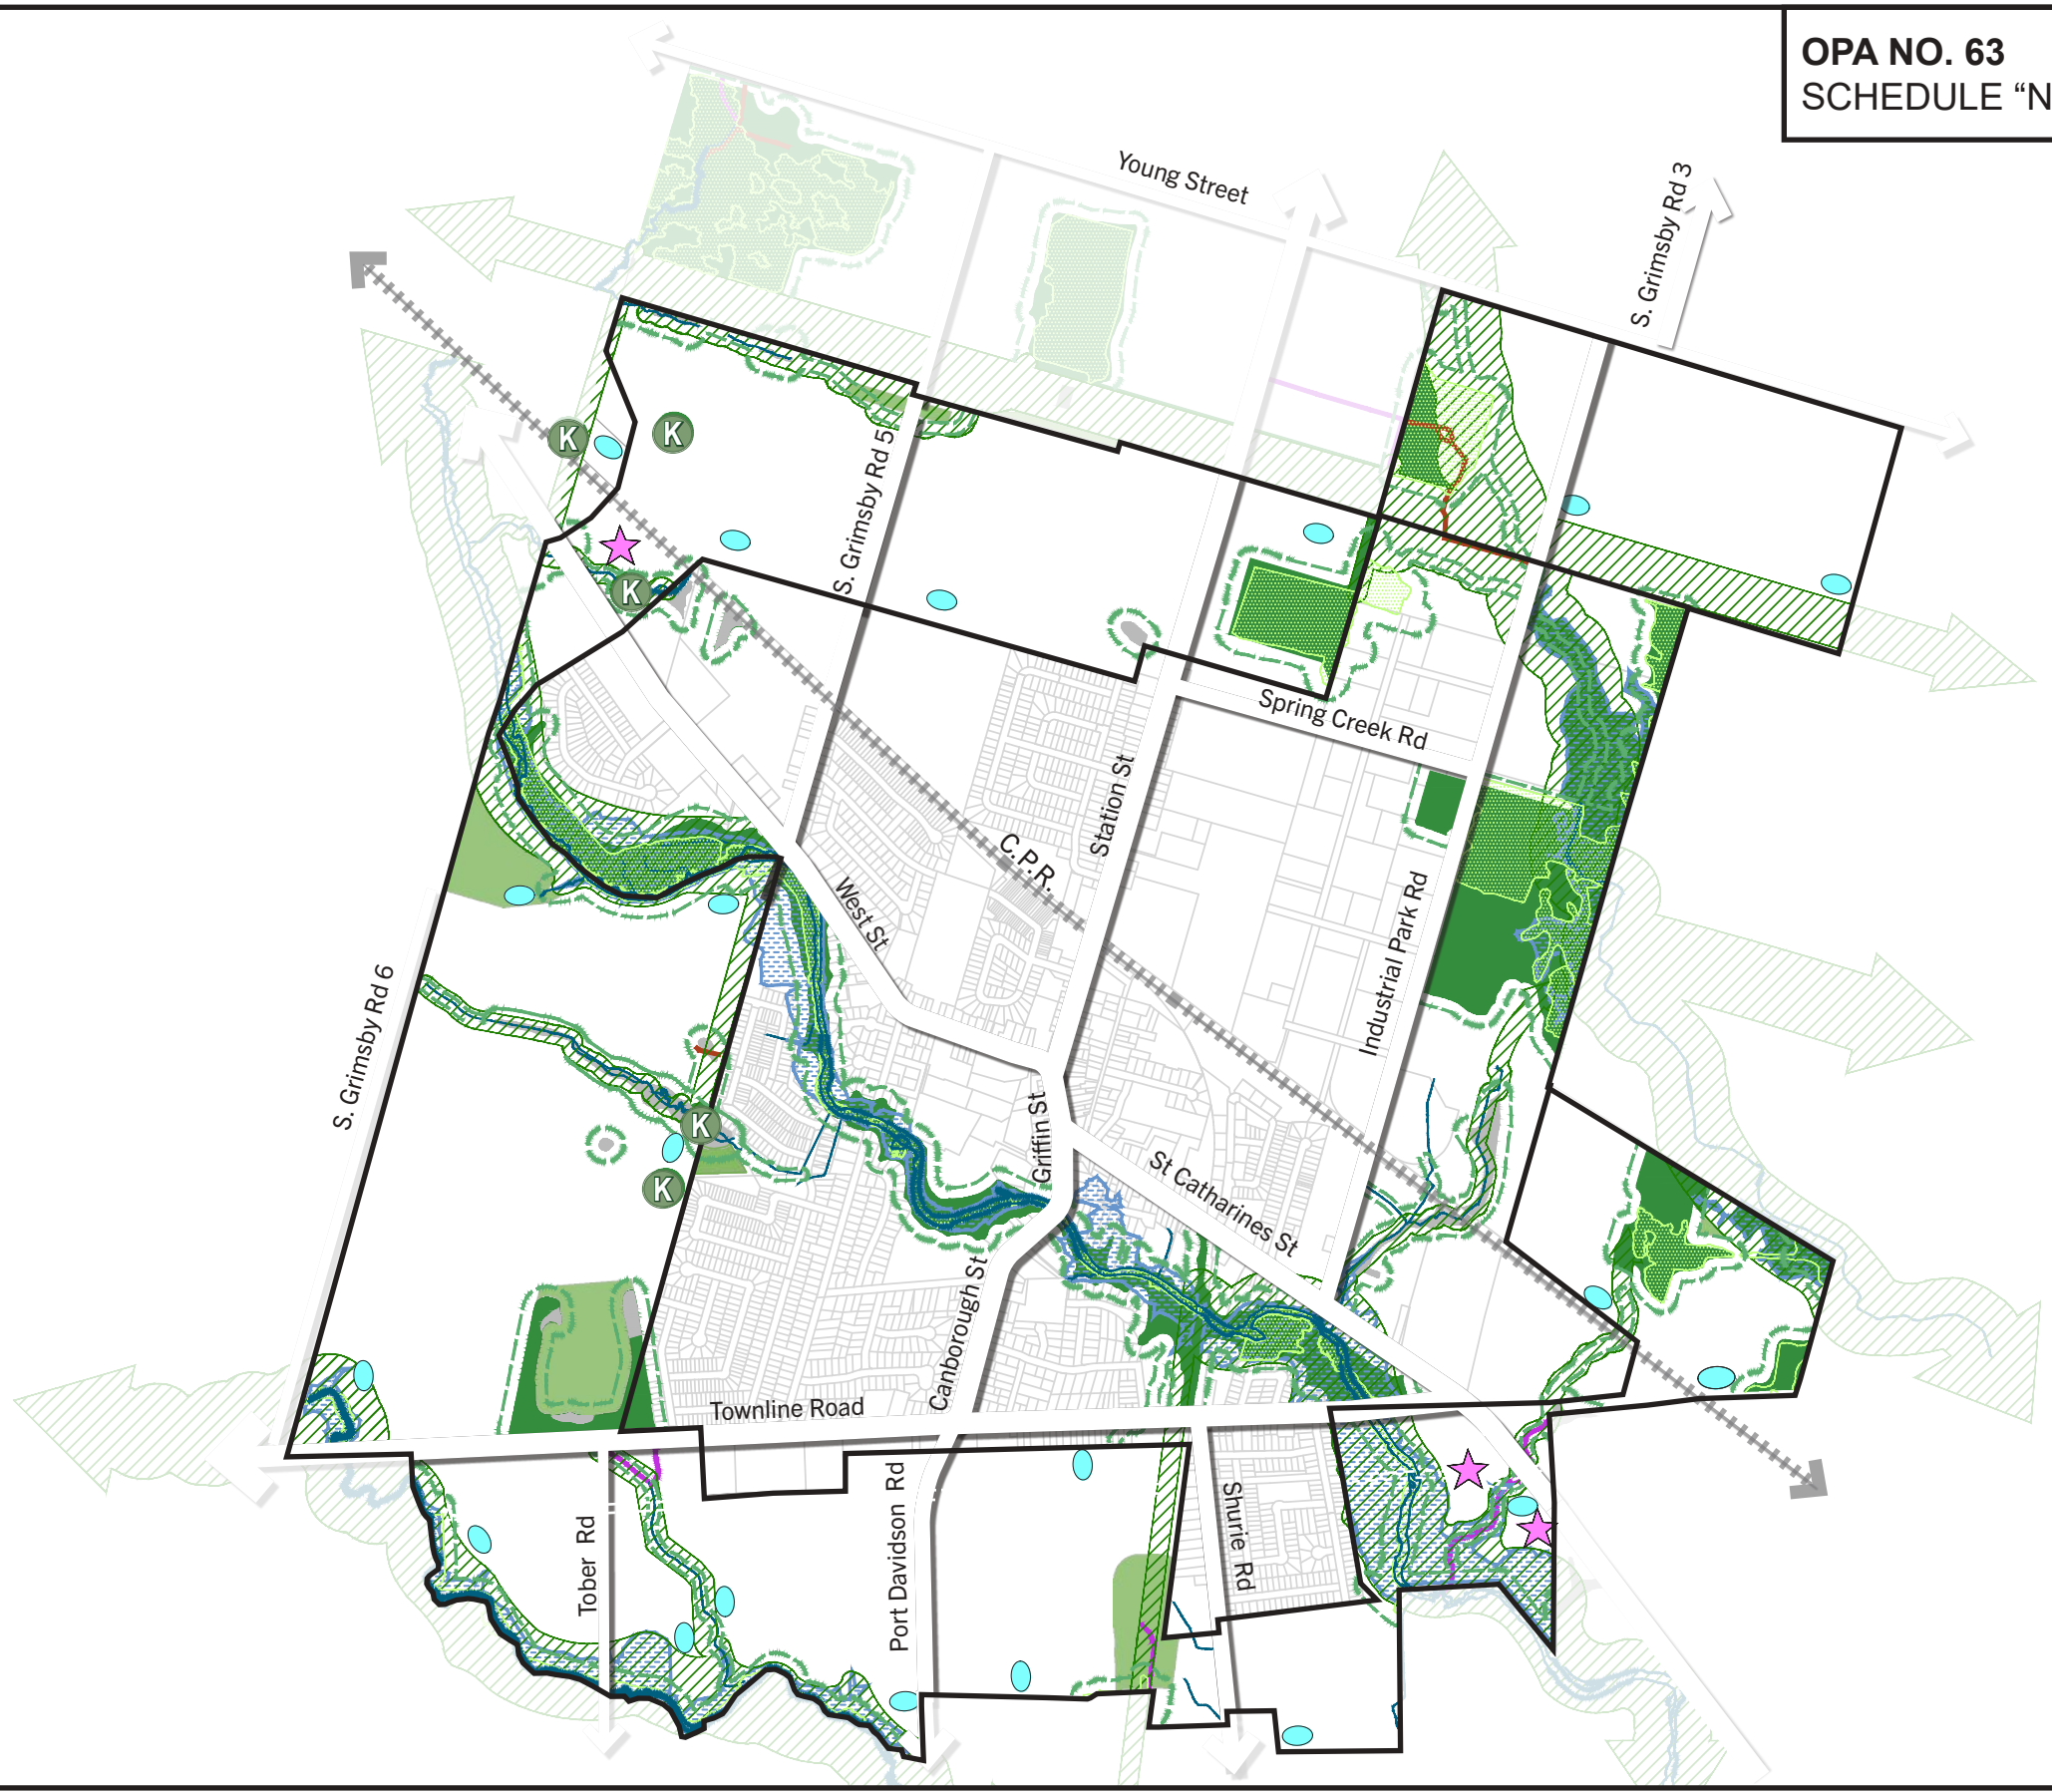 OPA NO. 63
SCHEDULE “N
Young Street
S. Grimsby Rd 3
K
K
S. Grimsby Rd 5
K
Spring Creek Rd
Station St
C.P.R.
West St
Industrial Park Rd
S. Grimsby Rd 6
K
Griffin St
K
St Catharines St
Canborough St
Townline Road
Tober Rd
Port Davidson Rd
Shurie Rd